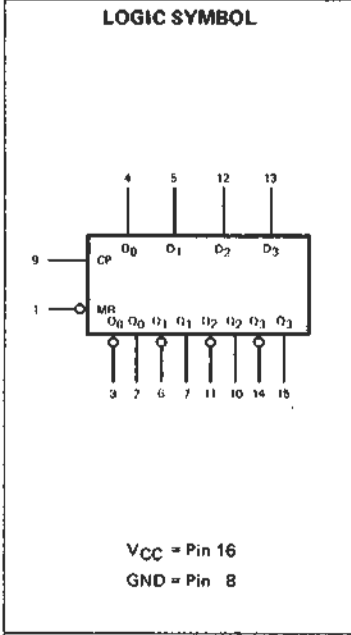 LOGIC SYMBOL
4 5 12 13
D0 D1 D2 D3
9 CP
1 MR
Q0 Q0 Q1 Q1 Q2 Q2 Q3 Q3
3 2 6 7 11 10 14 15
VCC = Pin 16
GND = Pin 8